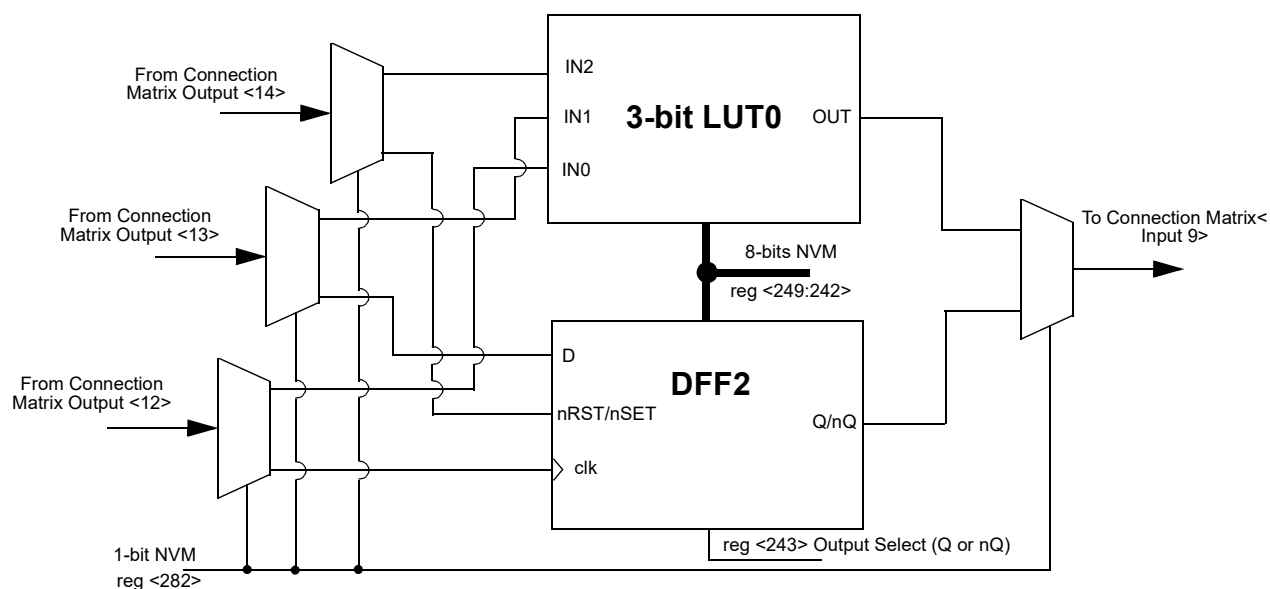 From Connection
Matrix Output <14>
IN2
IN1
IN0
3-bit LUT0
OUT
From Connection
Matrix Output <13>
To Connection Matrix<
Input 9>
8-bits NVM
reg <249:242>
From Connection
Matrix Output <12>
D
nRST/nSET
clk
DFF2
Q/nQ
reg <243> Output Select (Q or nQ)
1-bit NVM
reg <282>